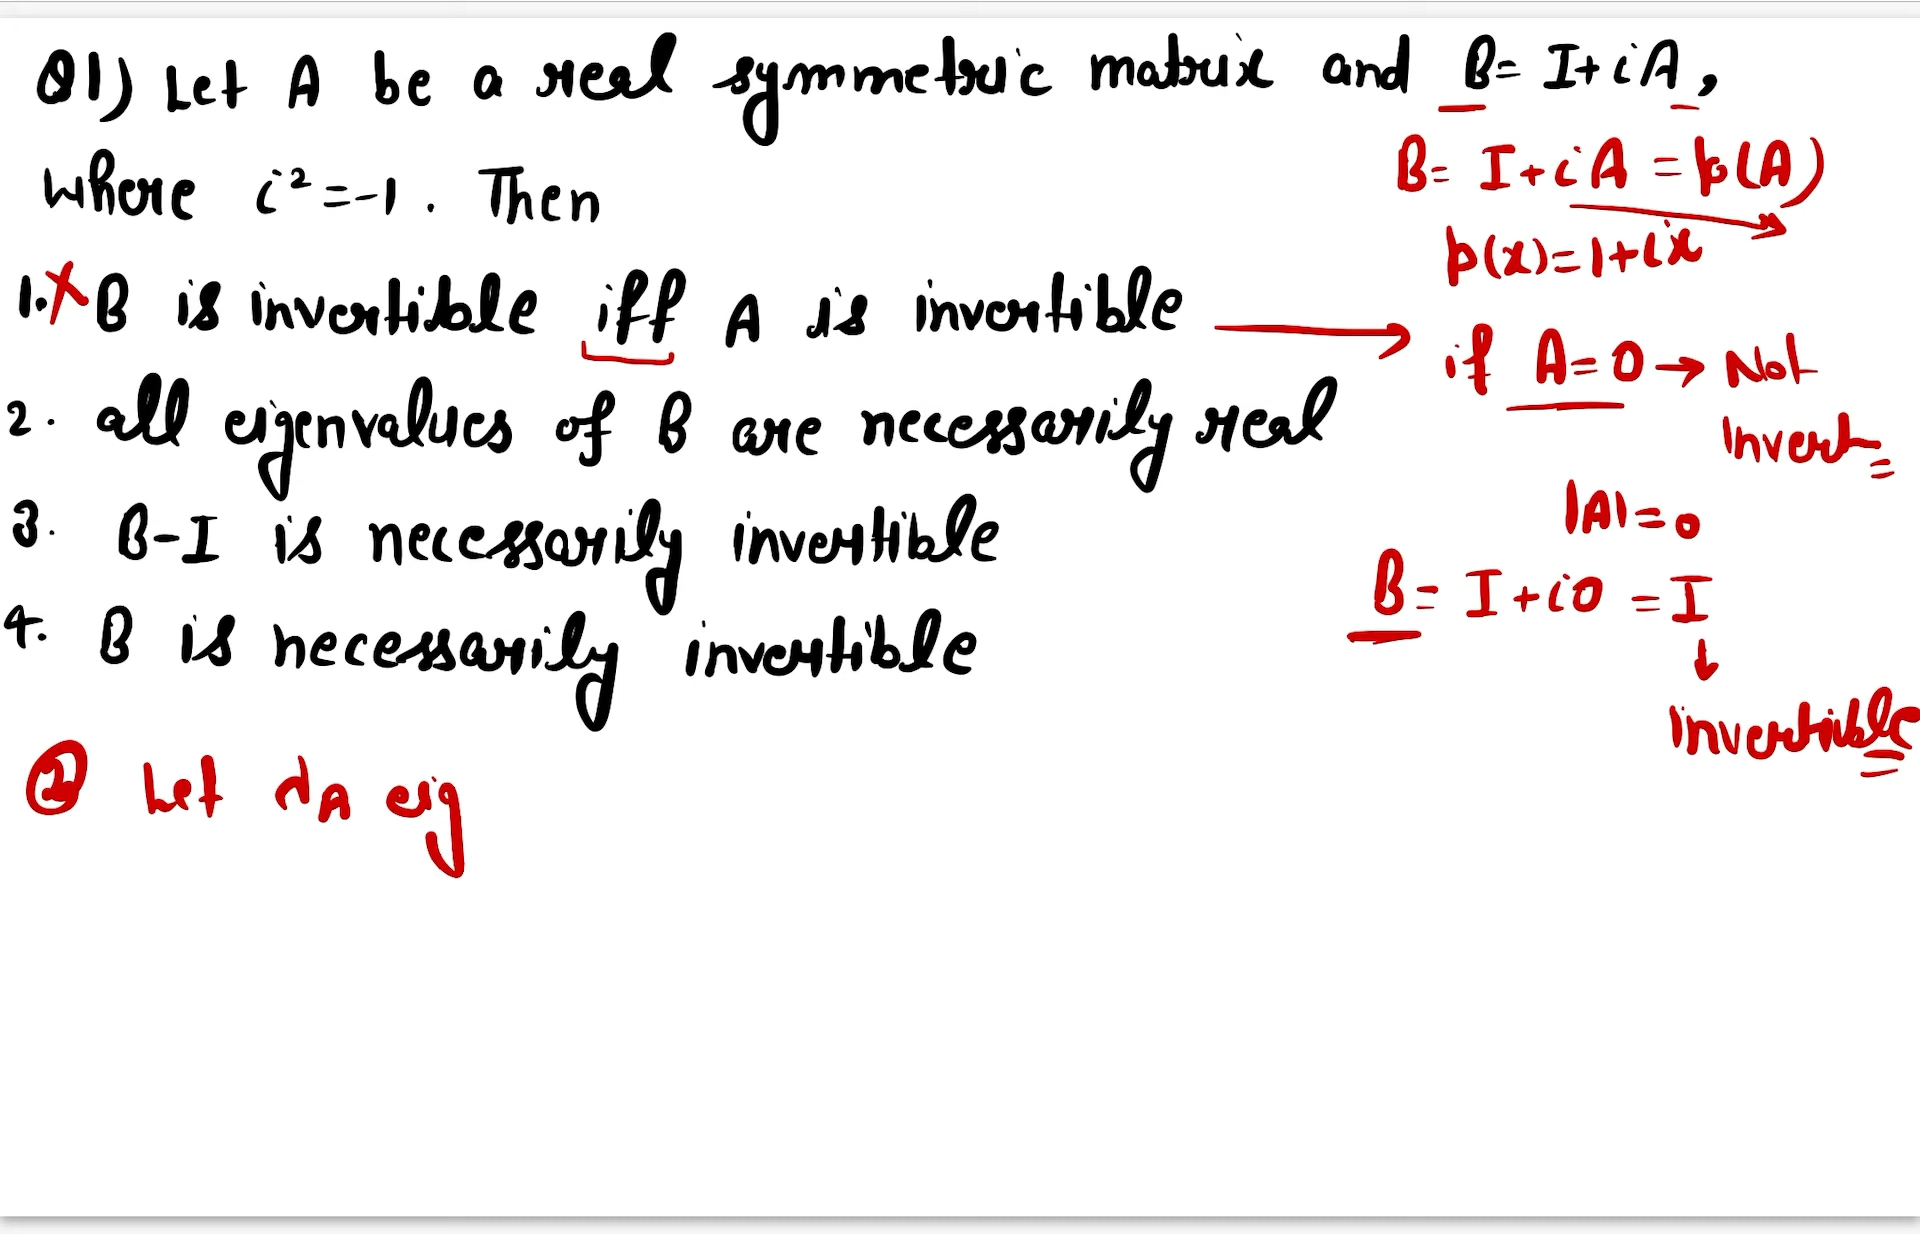 Q1) Let A be a real symmetric matrix and B= I+iA,
where i²=-1. Then
B= I+iA = p(A)
p(x)=1+ix
1.X B is invertible iff A is invertible →
if A=0 → Not
Invert
2. all eigenvalues of B are necessarily real
|A|=0
3. B-I is necessarily invertible
B= I+i0 = I
↓
4. B is necessarily invertible
invertible
② Let λA eig